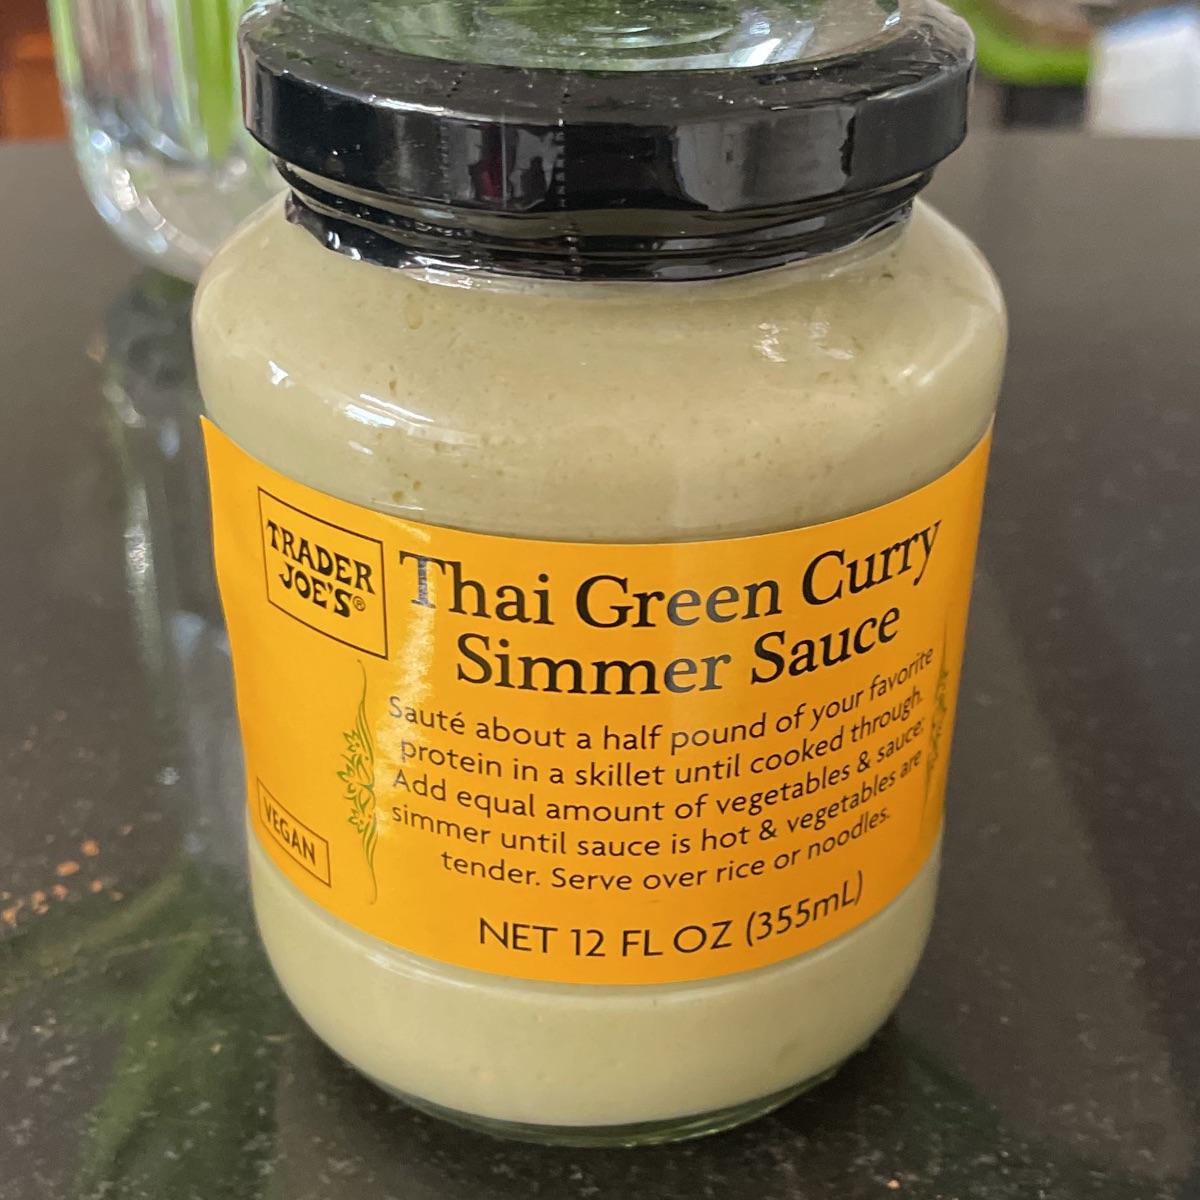 TRADER
JOE'S®
Thai Green Curry
Simmer Sauce
Sauté about a half pound of your favorite
protein in a skillet until cooked through.
Add equal amount of vegetables & sauce;
simmer until sauce is hot & vegetables are
tender. Serve over rice or noodles.
VEGAN
NET 12 FL OZ (355mL)